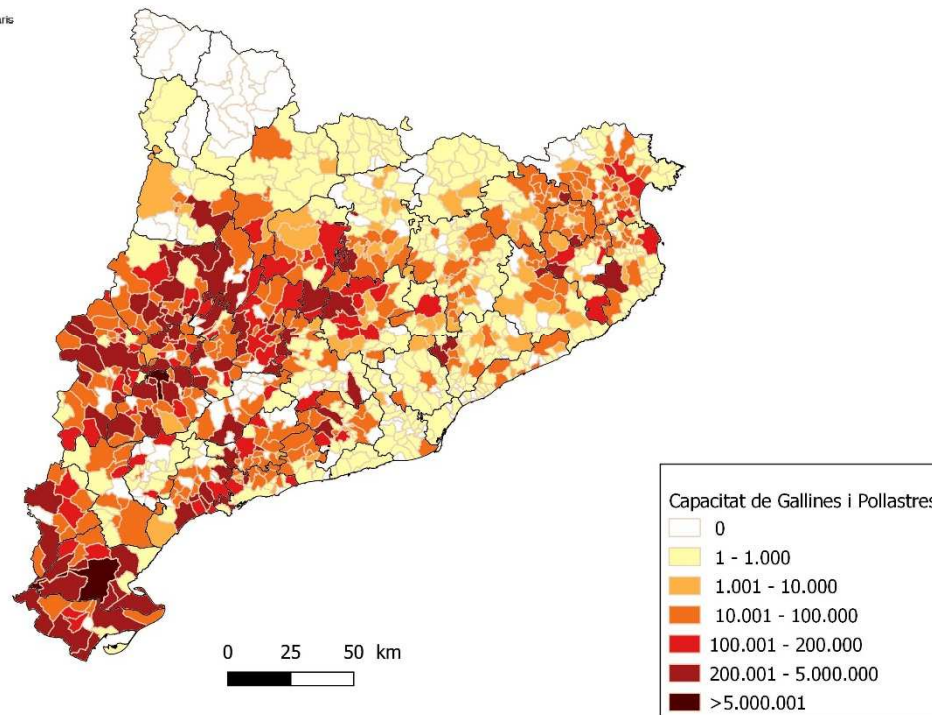 Capacitat de Gallines i Pollastres
0
1 - 1.000
1.001 - 10.000
10.001 - 100.000
100.001 - 200.000
200.001 - 5.000.000
>5.000.001
0 25 50 km